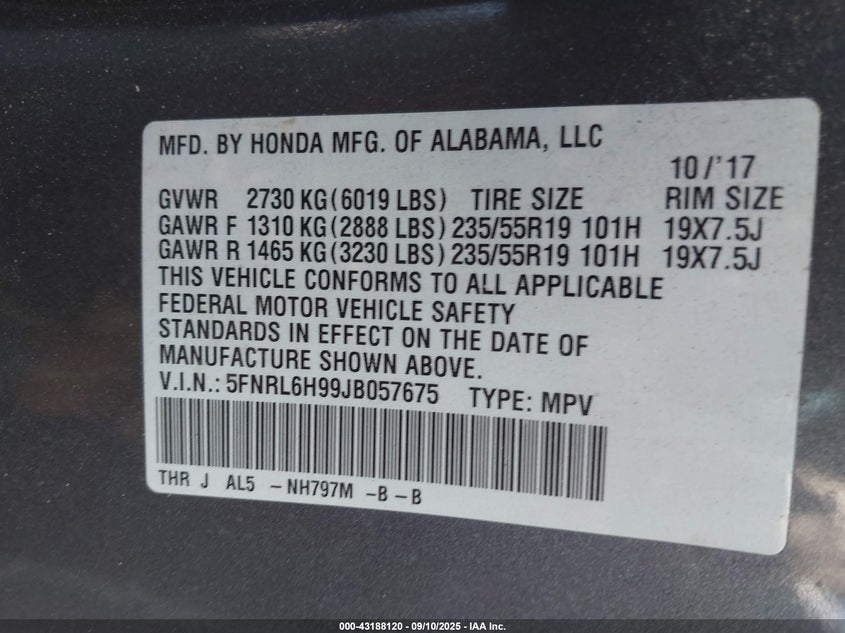 MFD. BY HONDA MFG. OF ALABAMA, LLC
10/'17
GVWR 2730 KG (6019 LBS) TIRE SIZE RIM SIZE
GAWR F 1310 KG (2888 LBS) 235/55R19 101H 19X7.5J
GAWR R 1465 KG (3230 LBS) 235/55R19 101H 19X7.5J
THIS VEHICLE CONFORMS TO ALL APPLICABLE
FEDERAL MOTOR VEHICLE SAFETY
STANDARDS IN EFFECT ON THE DATE OF
MANUFACTURE SHOWN ABOVE.
V.I.N.: 5FNRL6H99JB057675 TYPE: MPV
THR J AL5 -NH797M -B-B
000-43188120 - 09/10/2025 - IAA Inc.